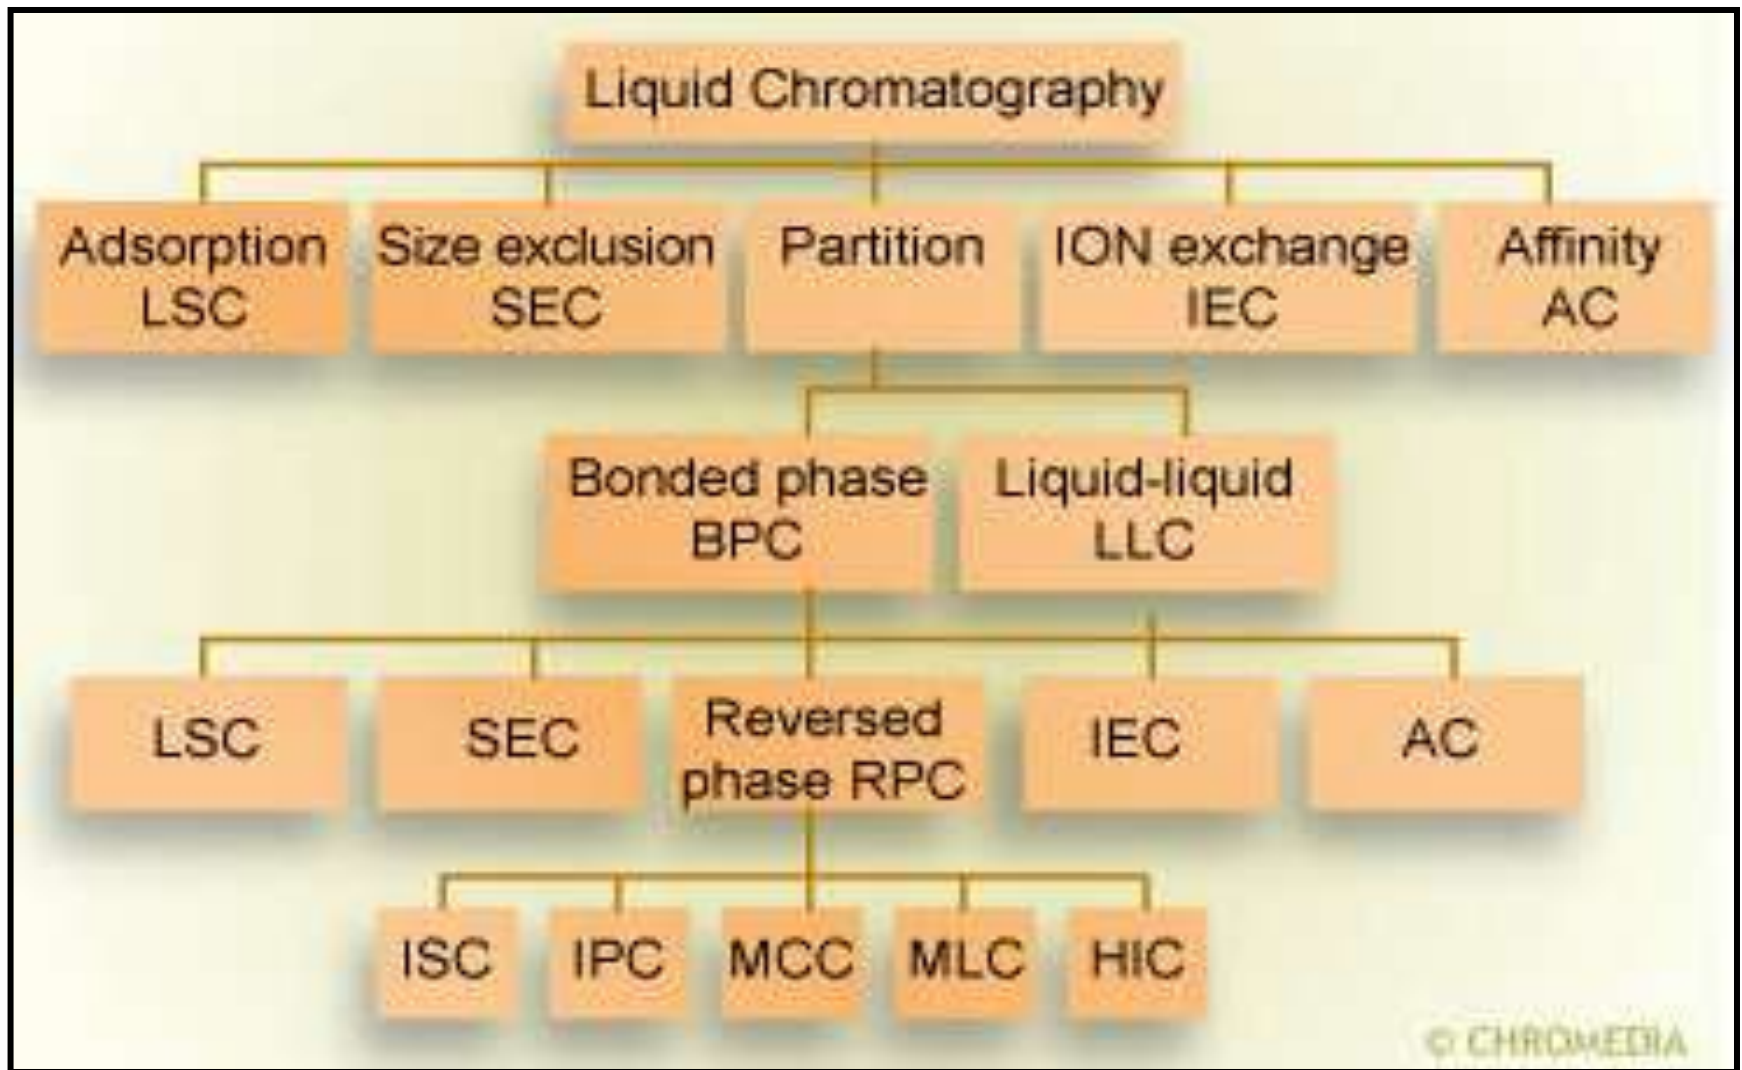 Liquid Chromatography
Adsorption
LSC
Size exclusion
SEC
Partition
ION exchange
IEC
Affinity
AC
Bonded phase
BPC
Liquid-liquid
LLC
LSC
SEC
Reversed
phase RPC
IEC
AC
ISC
IPC
MCC
MLC
HIC
© CHROMEDIA